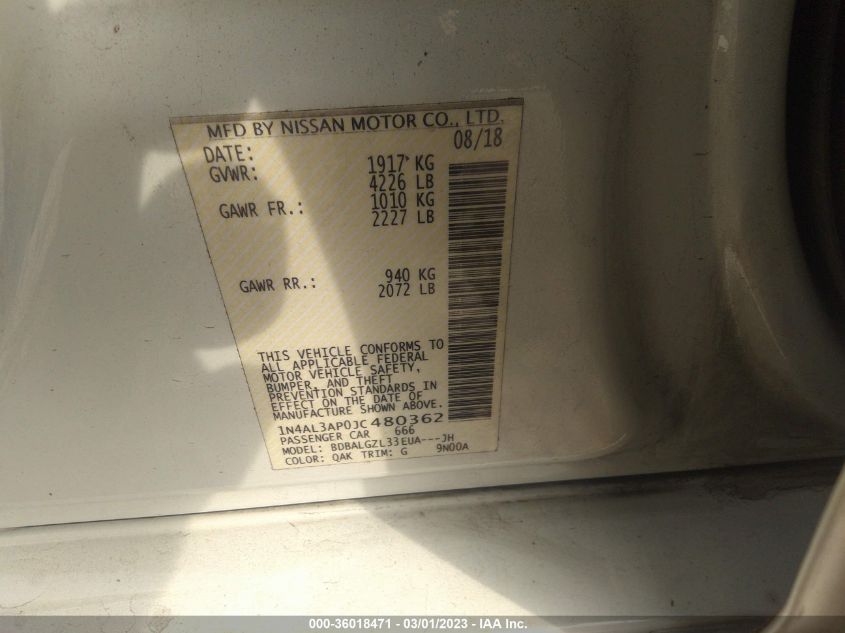 MFD BY NISSAN MOTOR CO., LTD.
DATE: 08/18
GVWR: 1917 KG
4226 LB
GAWR FR.: 1010 KG
2227 LB
GAWR RR.: 940 KG
2072 LB
THIS VEHICLE CONFORMS TO
ALL APPLICABLE FEDERAL
MOTOR VEHICLE SAFETY,
BUMPER, AND THEFT
PREVENTION STANDARDS IN
EFFECT ON THE DATE OF
MANUFACTURE SHOWN ABOVE.
1N4AL3AP0JC480362
PASSENGER CAR 666
MODEL: BDBALGZL33EUA---JH
COLOR: QAK TRIM: G 9N00A
000-36018471 - 03/01/2023 - IAA Inc.